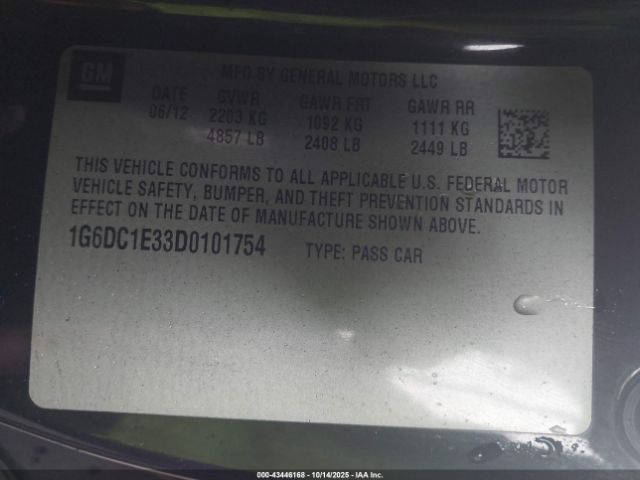 GM
MFD BY GENERAL MOTORS LLC
DATE GVWR GAWR FRT GAWR RR
06/12 2203 KG 1092 KG 1111 KG
4857 LB 2408 LB 2449 LB
THIS VEHICLE CONFORMS TO ALL APPLICABLE U.S. FEDERAL MOTOR
VEHICLE SAFETY, BUMPER, AND THEFT PREVENTION STANDARDS IN
EFFECT ON THE DATE OF MANUFACTURE SHOWN ABOVE.
1G6DC1E33D0101754 TYPE: PASS CAR
000-43446168 | 10/14/2025 | IAA Inc.